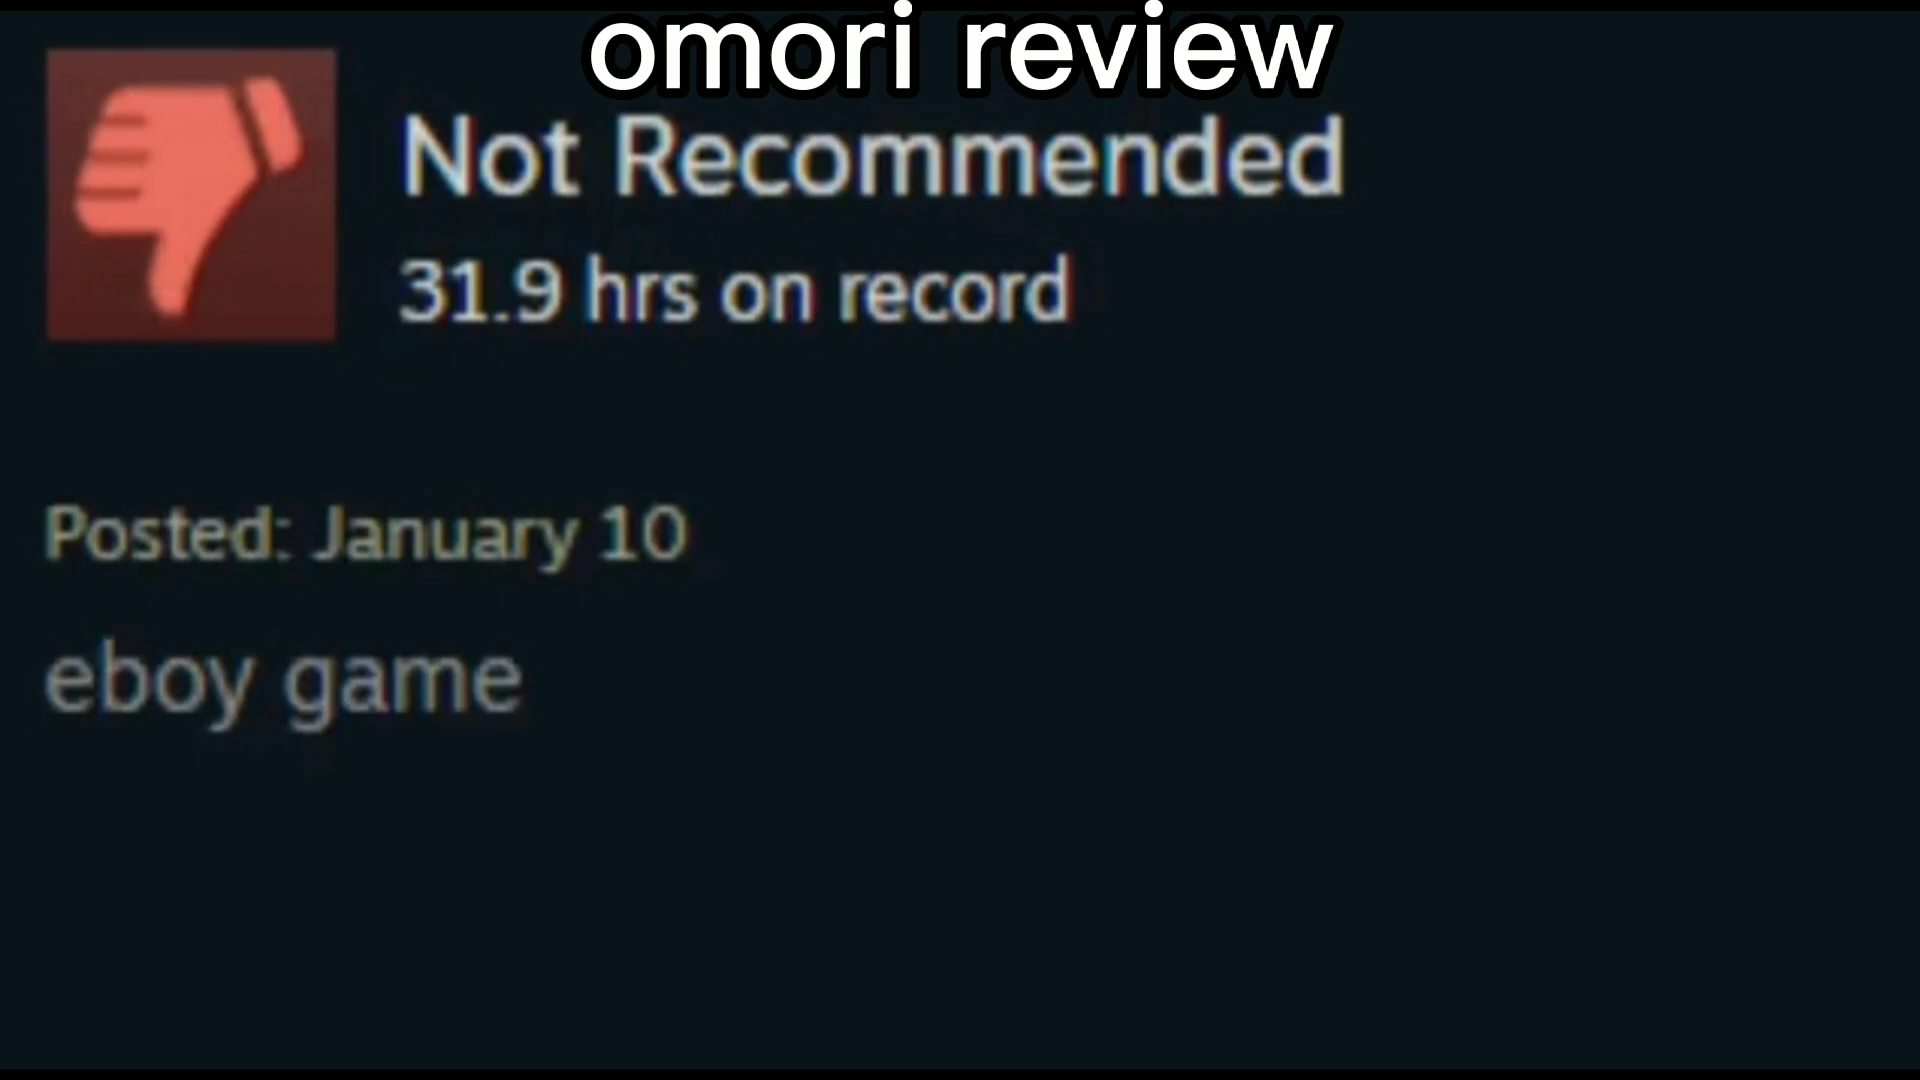 omori review
Not Recommended
31.9 hrs on record
Posted: January 10
eboy game